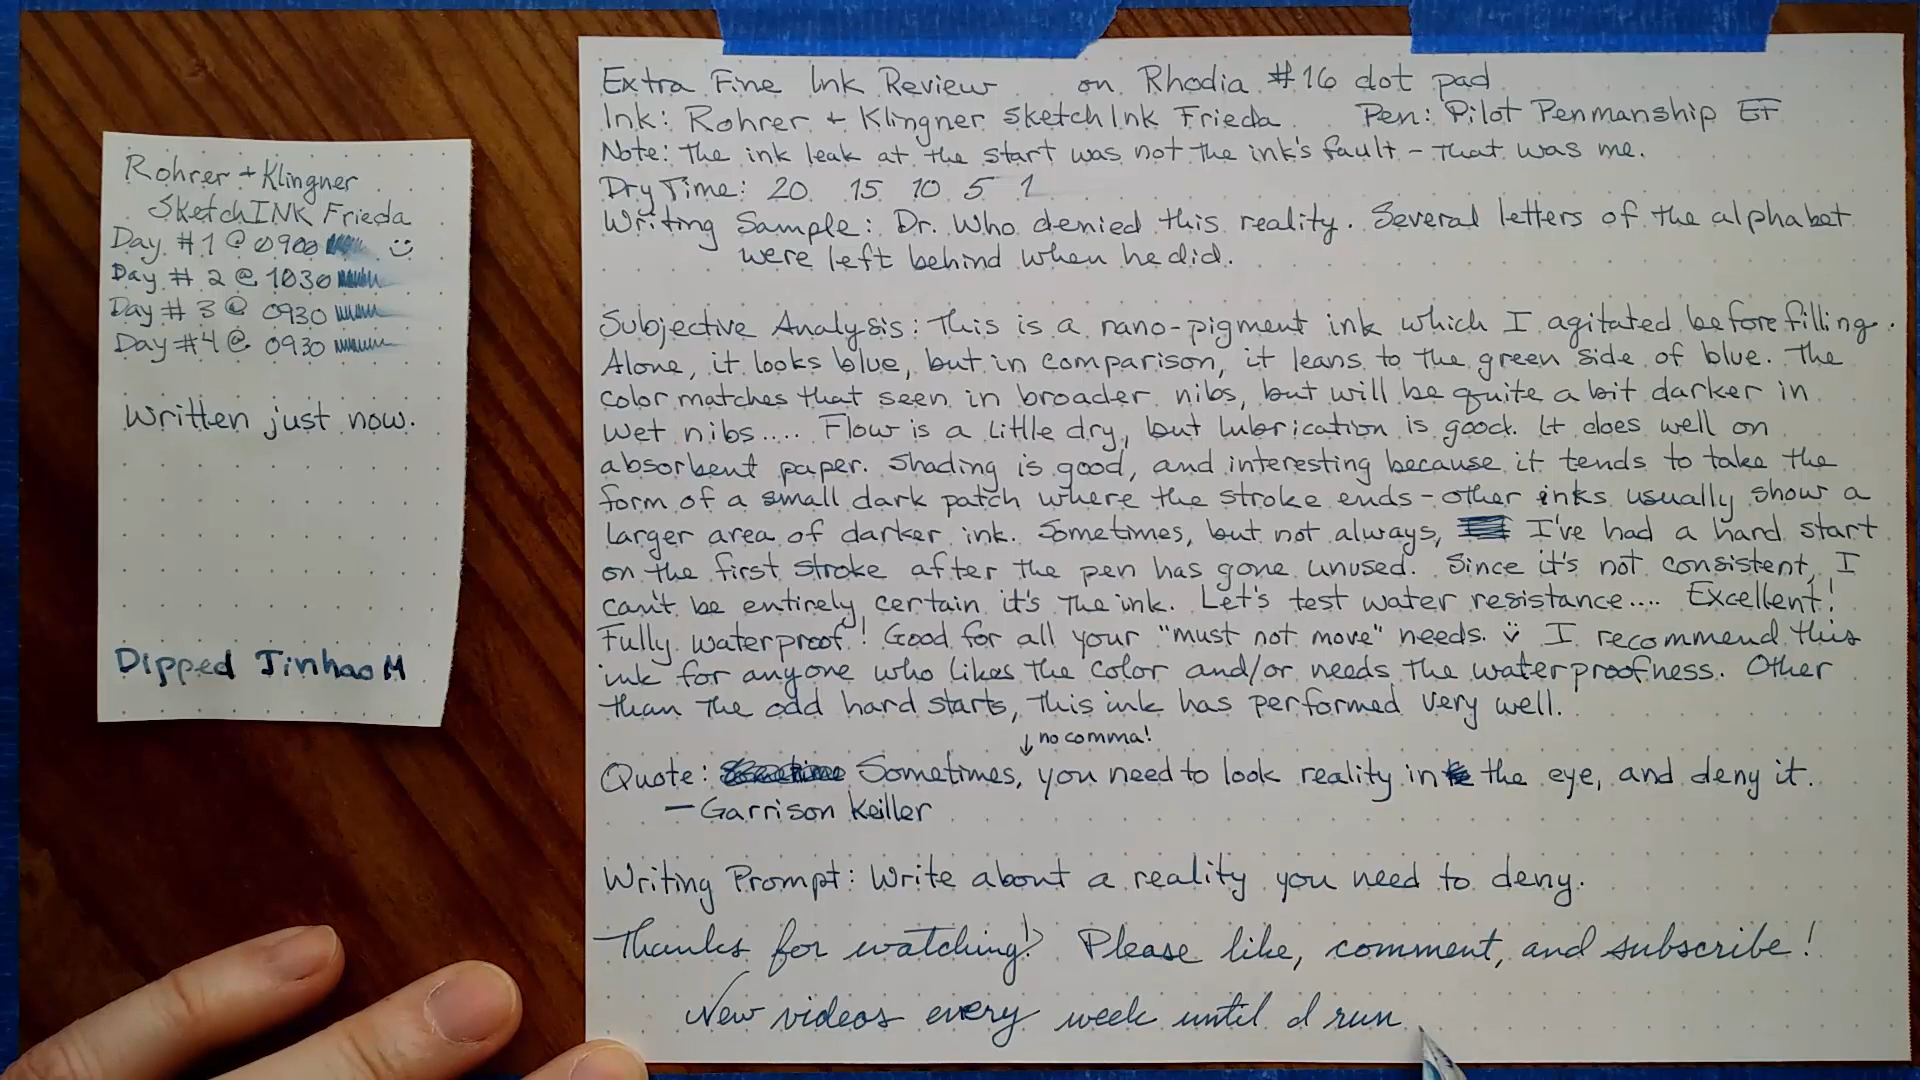 Rohrer + Klingner
SketchINK Frieda
Day #1 @ 0900
Day #2 @ 1030
Day #3 @ 0930
Day #4 @ 0930
Written just now.
Dipped Jinhao M
Extra Fine Ink Review on Rhodia #16 dot pad
Ink: Rohrer + Klingner SketchInk Frieda Pen: Pilot Penmanship EF
Note: The ink leak at the start was not the ink's fault - that was me.
Dry Time: 20 15 10 5 1
Writing Sample: Dr. Who denied this reality. Several letters of the alphabet
were left behind when he did.
Subjective Analysis: This is a nano-pigment ink which I agitated before filling.
Alone, it looks blue, but in comparison, it leans to the green side of blue. The
color matches that seen in broader nibs, but will be quite a bit darker in
wet nibs.... Flow is a little dry, but lubrication is good. It does well on
absorbent paper. Shading is good, and interesting because it tends to take the
form of a small dark patch where the stroke ends - other inks usually show a
larger area of darker ink. Sometimes, but not always, I've had a hard start
on the first stroke after the pen has gone unused. Since it's not consistent, I
can't be entirely certain it's the ink. Let's test water resistance.... Excellent!
Fully waterproof! Good for all your "must not move" needs. I recommend this
ink for anyone who likes the color and/or needs the waterproofness. Other
than the odd hard starts, this ink has performed very well.
↓ no comma!
Quote: Sometimes, you need to look reality in the eye, and deny it.
— Garrison Keiller
Writing Prompt: Write about a reality you need to deny.
Thanks for watching! Please like, comment, and subscribe!
New videos every week until I run